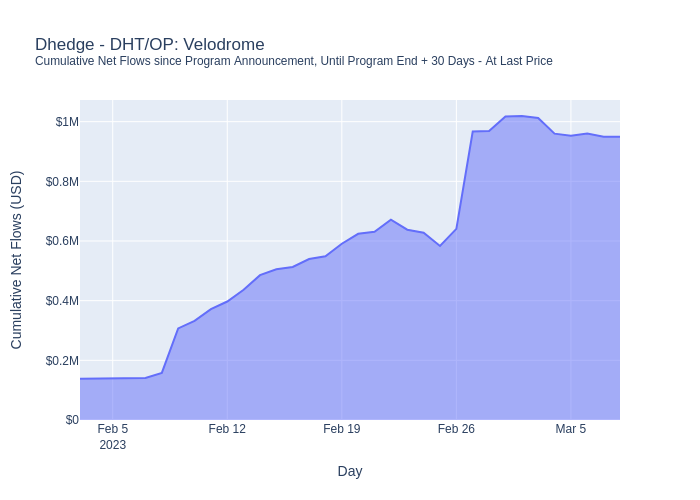 Dhedge - DHT/OP: Velodrome
Cumulative Net Flows since Program Announcement, Until Program End + 30 Days - At Last Price
Cumulative Net Flows (USD)
$1M
$0.8M
$0.6M
$0.4M
$0.2M
$0
Feb 5
2023
Feb 12
Feb 19
Feb 26
Mar 5
Day